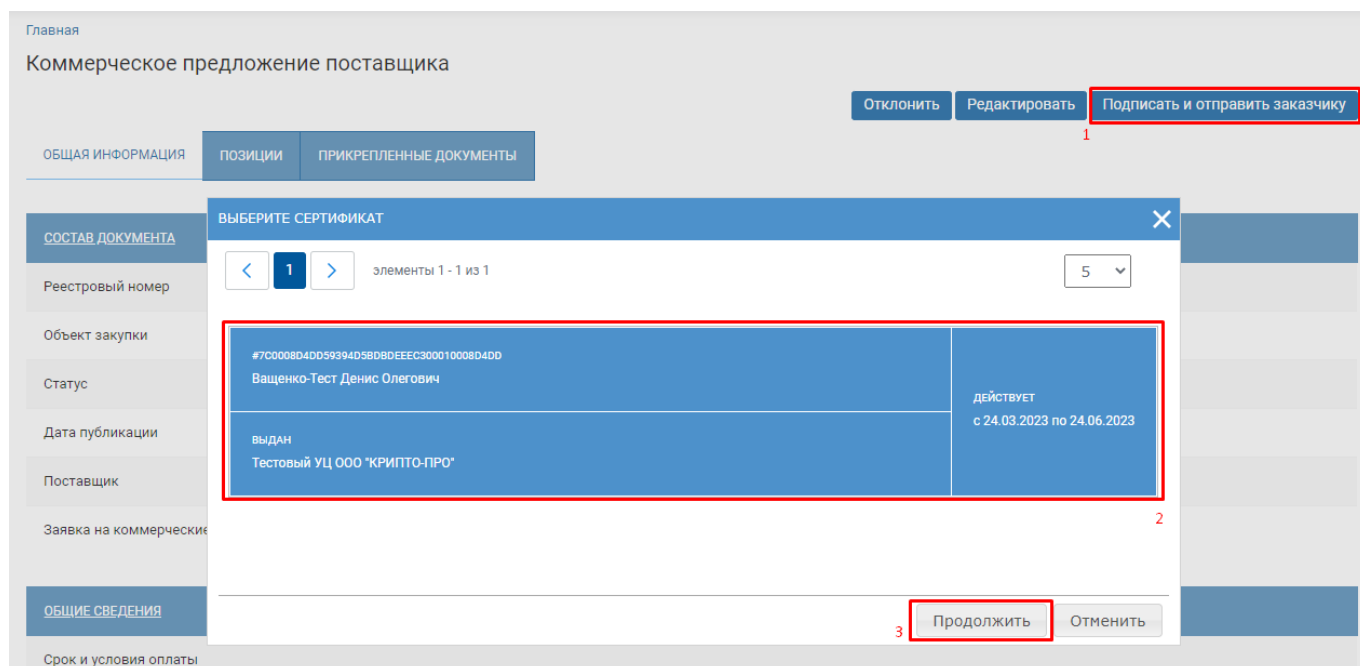 Главная
Коммерческое предложение поставщика
Отклонить Редактировать Подписать и отправить заказчику
1
ОБЩАЯ ИНФОРМАЦИЯ ПОЗИЦИИ ПРИКРЕПЛЕННЫЕ ДОКУМЕНТЫ
ВЫБЕРИТЕ СЕРТИФИКАТ
СОСТАВ ДОКУМЕНТА
1 элементы 1 - 1 из 1 5
Реестровый номер
Объект закупки
#7C0008D4DD59394D5BDBDEEEC300010008D4DD
Ващенко-Тест Денис Олегович
Статус
ДЕЙСТВУЕТ
с 24.03.2023 по 24.06.2023
Дата публикации
ВЫДАН
Тестовый УЦ ООО "КРИПТО-ПРО"
Поставщик
2
Заявка на коммерческие
ОБЩИЕ СВЕДЕНИЯ
3 Продолжить Отменить
Срок и условия оплаты